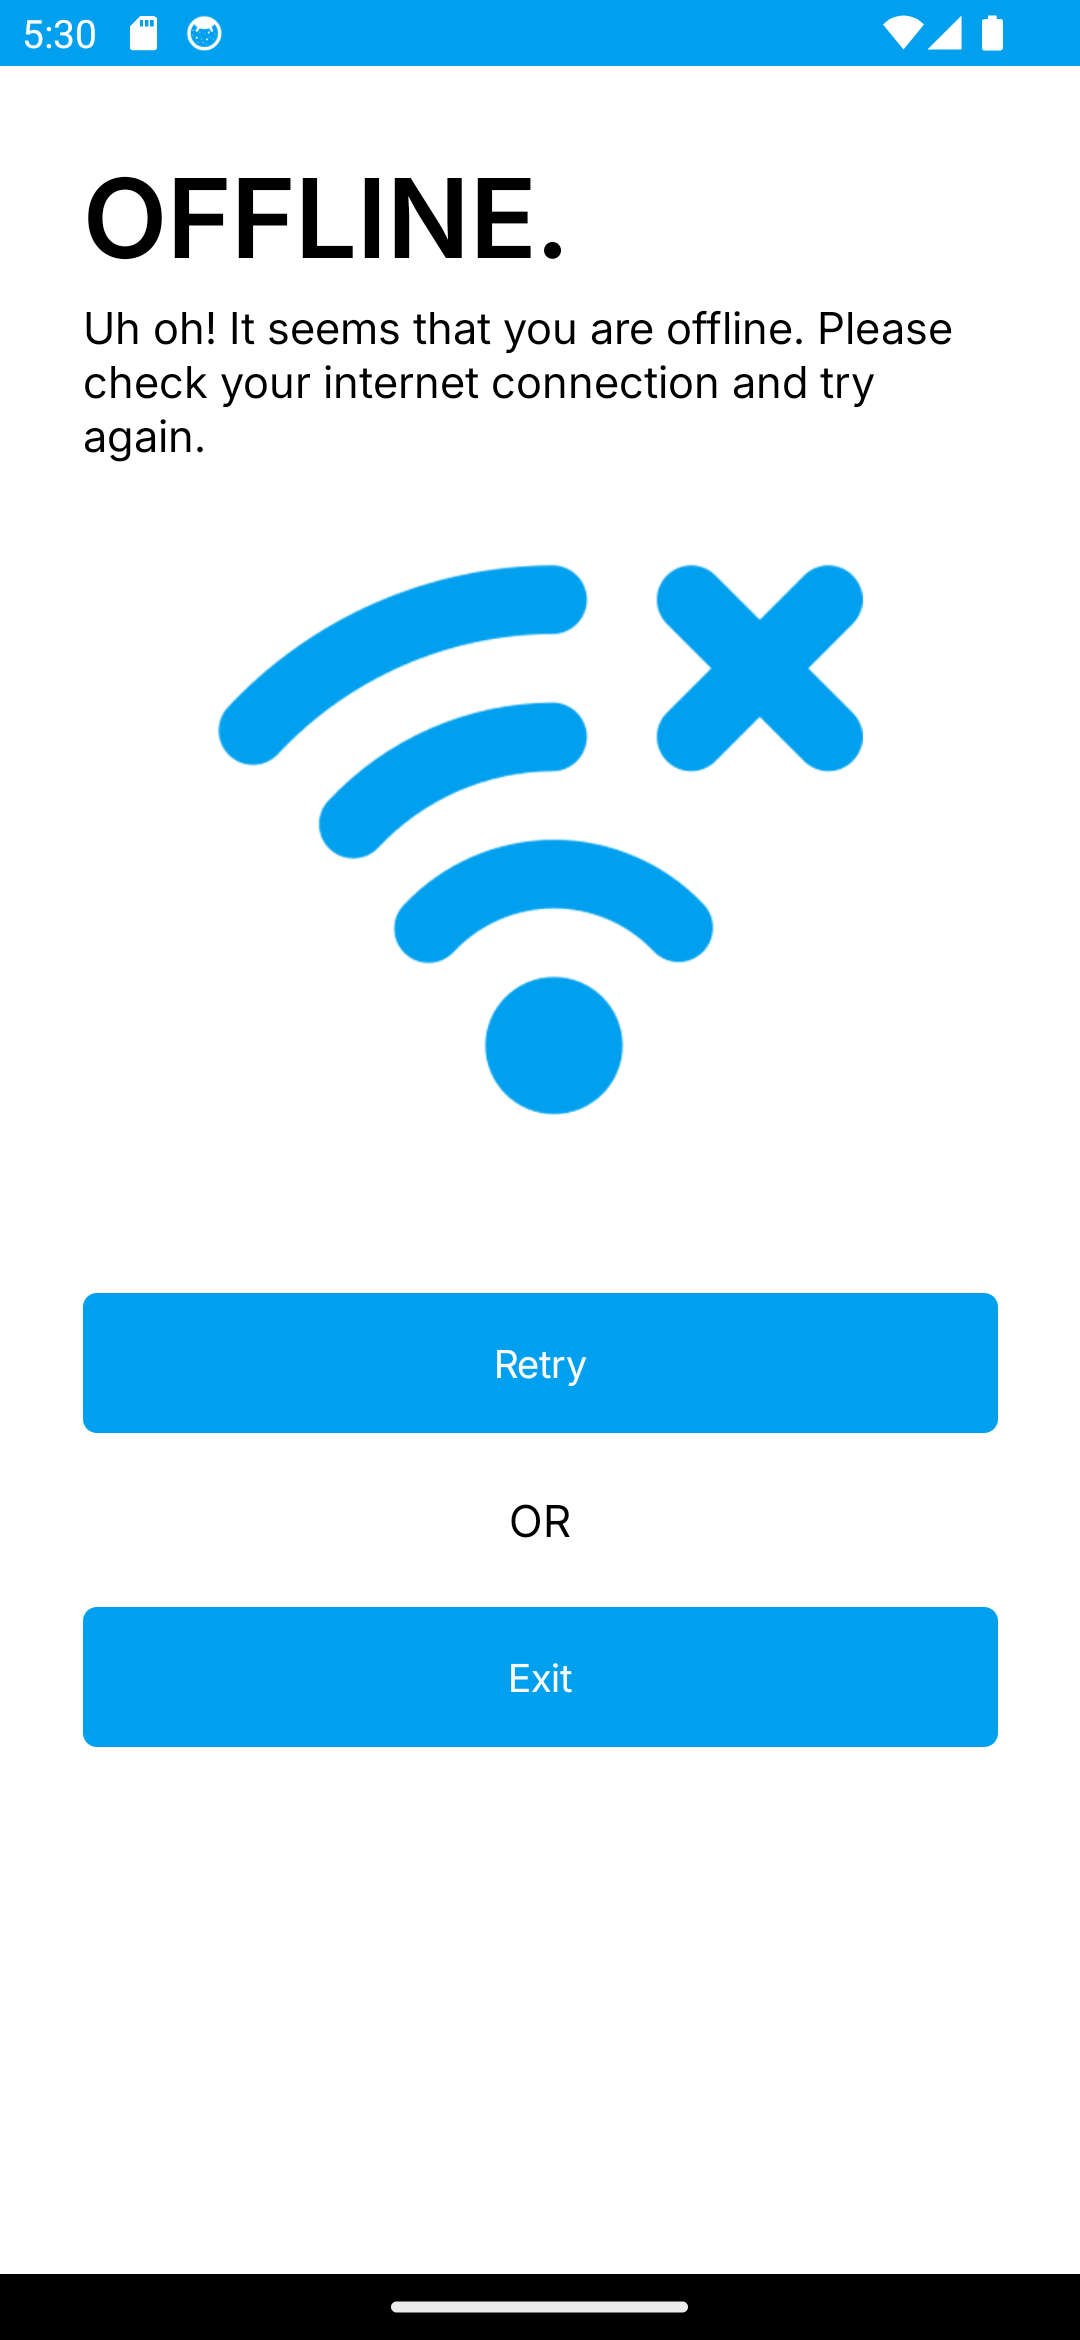 5:30
OFFLINE.
Uh oh! It seems that you are offline. Please
check your internet connection and try
again.
Retry
OR
Exit